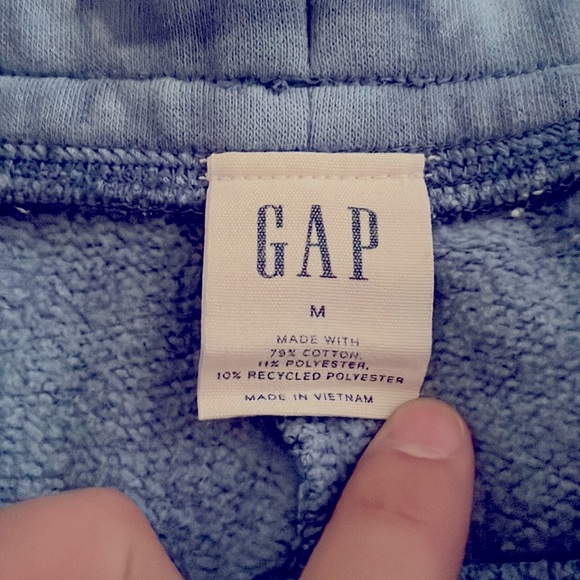 GAP
M
MADE WITH
79% COTTON,
11% POLYESTER,
10% RECYCLED POLYESTER
MADE IN VIETNAM